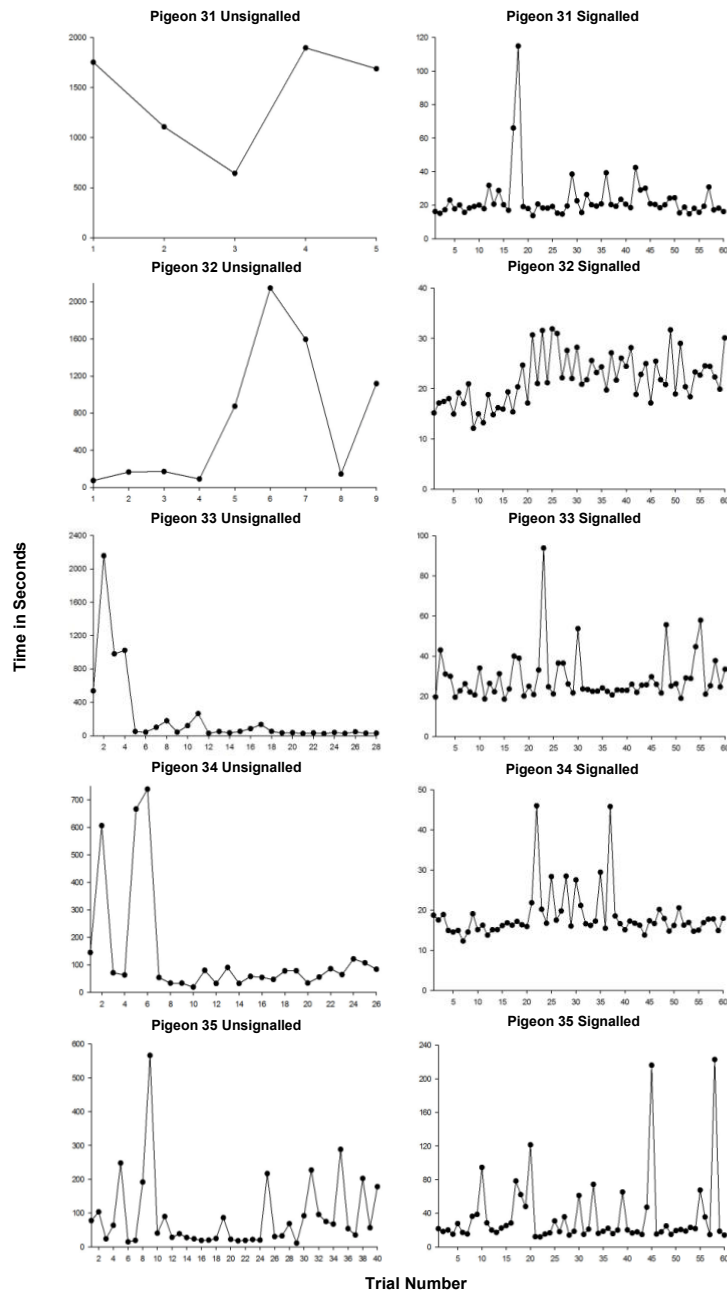 Pigeon 31 Unsignalled
2000
1500
1000
500
0
1 2 3 4 5
Pigeon 31 Signalled
120
100
80
60
40
20
0
5 10 15 20 25 30 35 40 45 50 55 60
Pigeon 32 Unsignalled
2000
1600
1200
800
400
0
1 2 3 4 5 6 7 8 9
Pigeon 32 Signalled
40
30
20
10
0
5 10 15 20 25 30 35 40 45 50 55 60
Pigeon 33 Unsignalled
2400
2000
1600
1200
800
400
0
2 4 6 8 10 12 14 16 18 20 22 24 26 28
Pigeon 33 Signalled
100
80
60
40
20
0
5 10 15 20 25 30 35 40 45 50 55 60
Time in Seconds
Pigeon 34 Unsignalled
700
600
500
400
300
200
100
0
2 4 6 8 10 12 14 16 18 20 22 24 26
Pigeon 34 Signalled
50
40
30
20
10
0
5 10 15 20 25 30 35 40 45 50 55 60
Pigeon 35 Unsignalled
600
500
400
300
200
100
0
2 4 6 8 10 12 14 16 18 20 22 24 26 28 30 32 34 36 38 40
Pigeon 35 Signalled
240
200
160
120
80
40
0
5 10 15 20 25 30 35 40 45 50 55 60
Trial Number